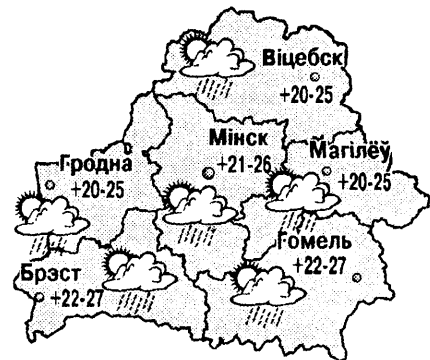 Віцебск
+20-25
Мінск
+21-26
Магілёў
+20-25
Гродна
+20-25
Гомель
+22-27
Брэст
+22-27